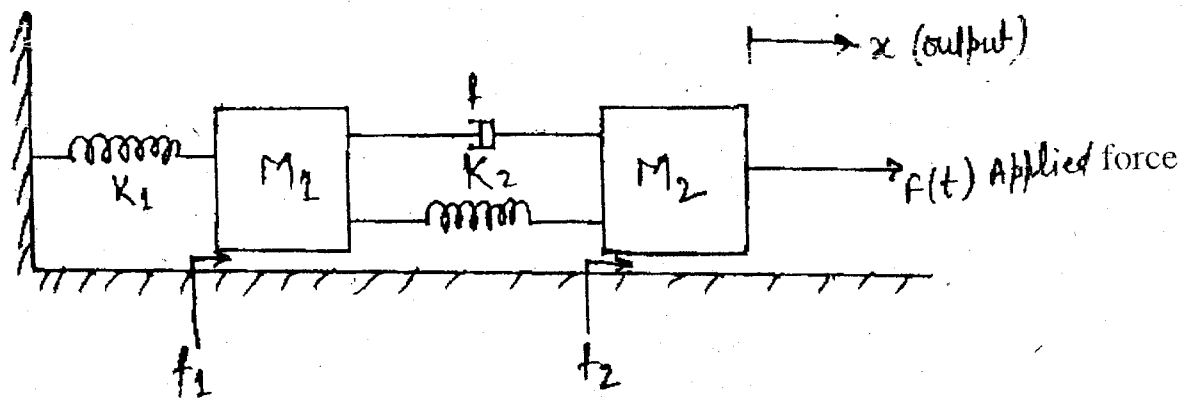 x (output)
f
K1
M1
K2
M2
F(t) Applied force
f1
f2